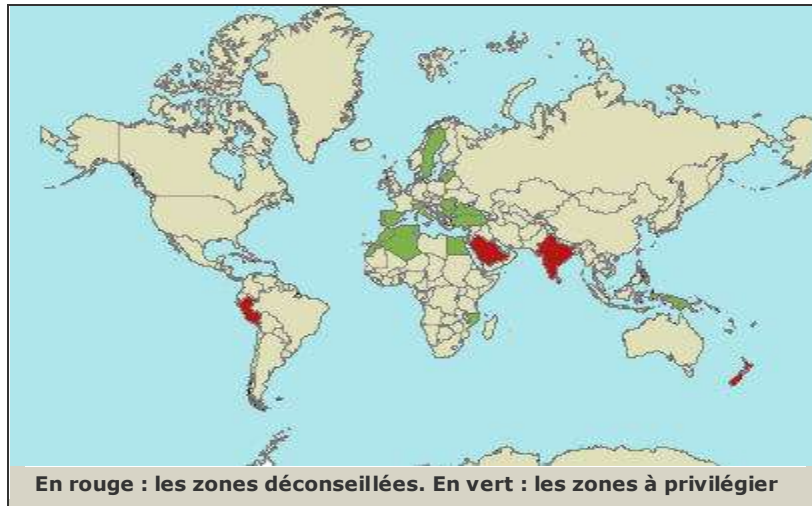 En rouge : les zones déconseillées. En vert : les zones à privilégier